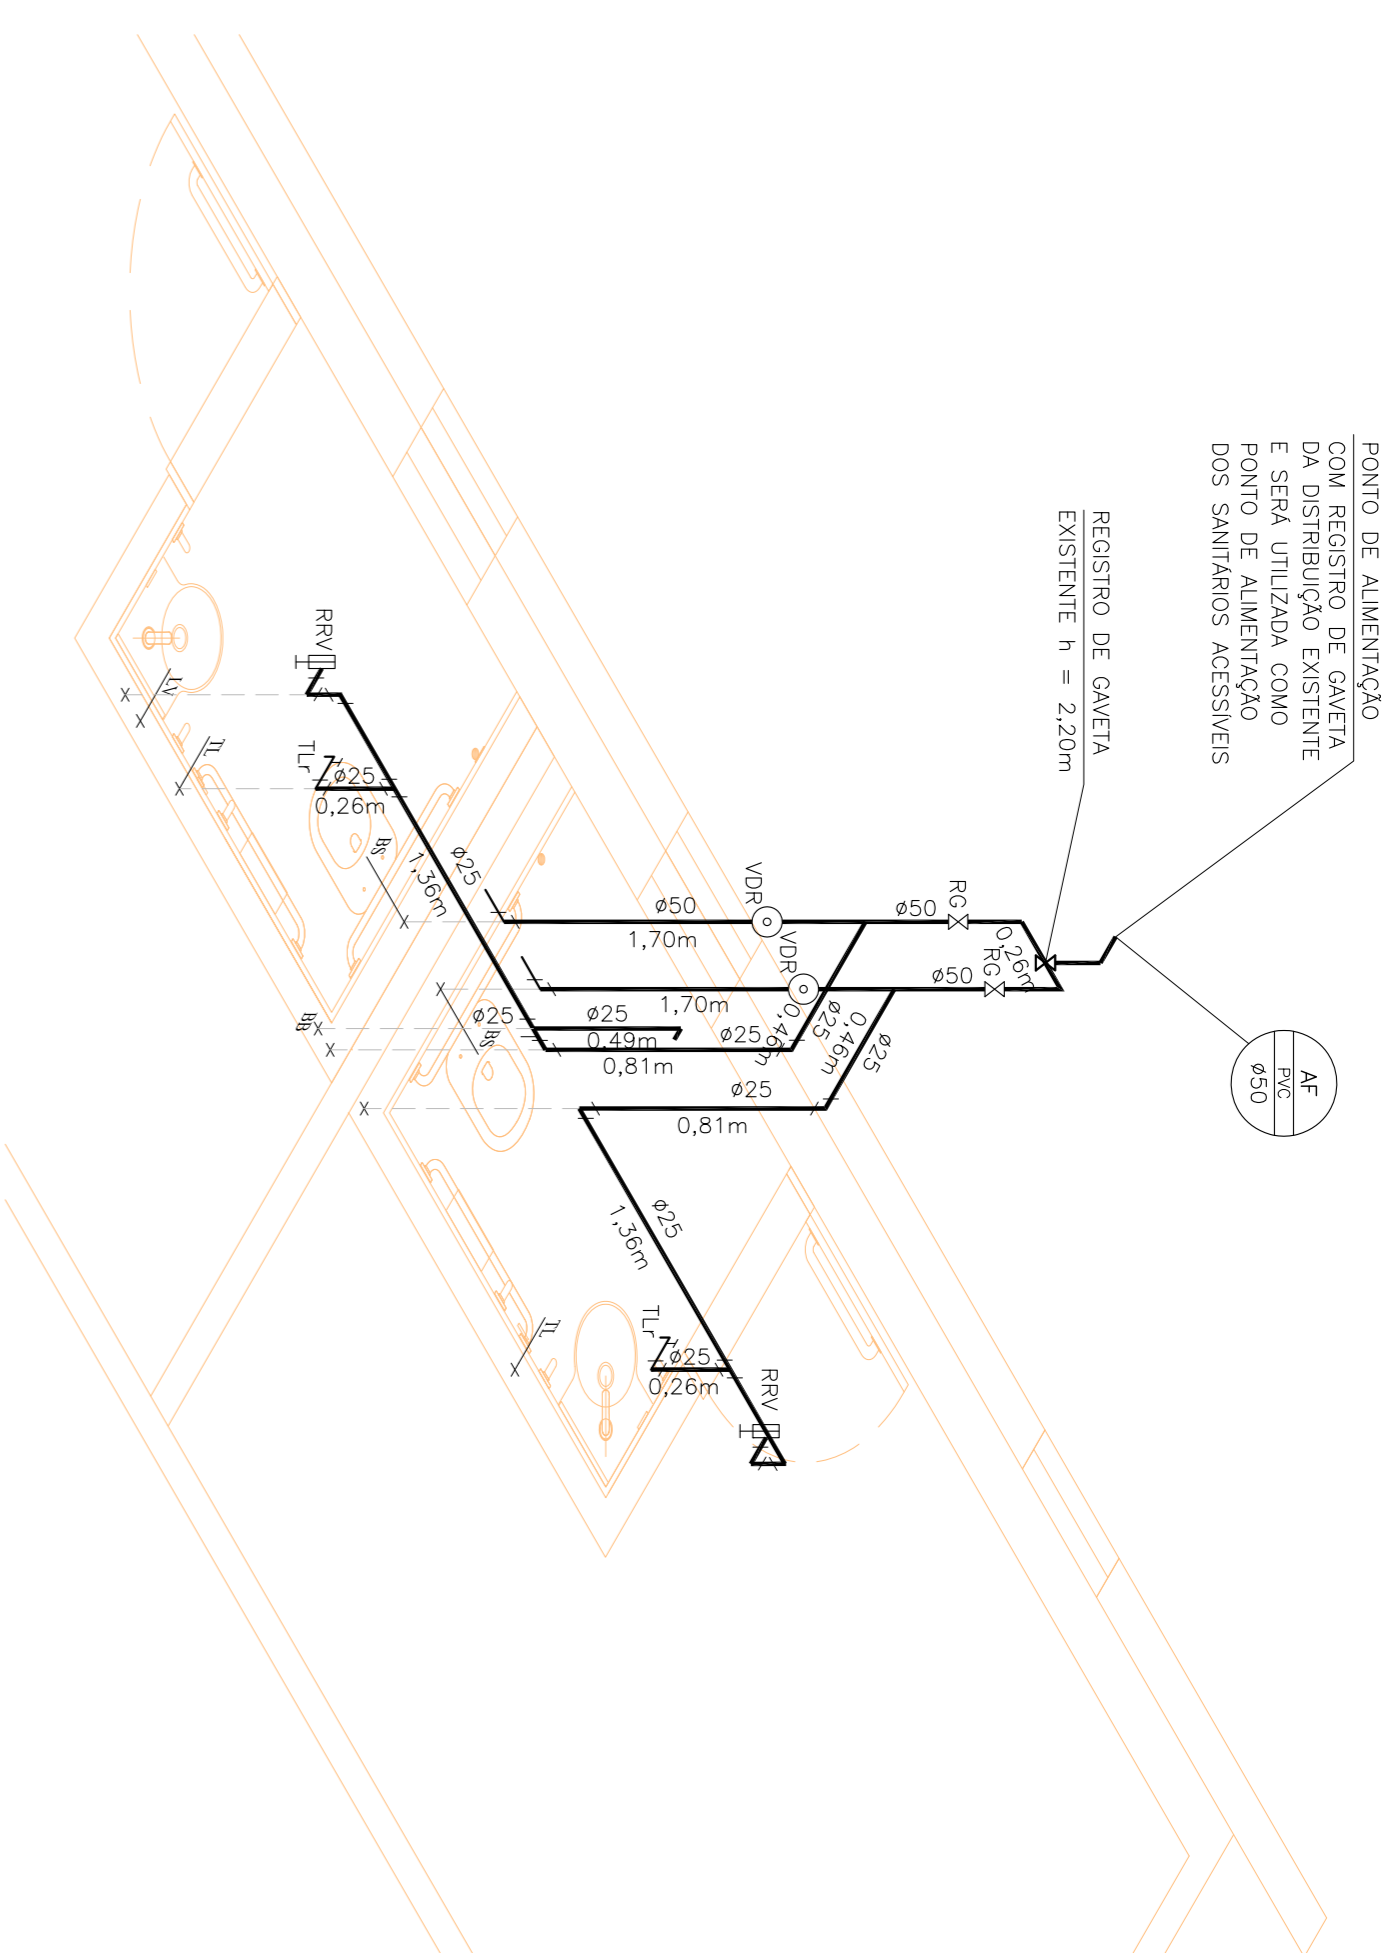 PONTO DE ALIMENTAÇÃO
COM REGISTRO DE GAVETA
DA DISTRIBUIÇÃO EXISTENTE
E SERÁ UTILIZADA COMO
PONTO DE ALIMENTAÇÃO
DOS SANITÁRIOS ACESSÍVEIS
REGISTRO DE GAVETA
EXISTENTE h = 2,20m
AF
PVC
ø50
0,26m
RG
ø50
RG
ø50
VDR
VDR
ø50
1,70m
1,70m
ø25
0,46m
ø25
0,46m
ø25
0,81m
ø25
0,81m
ø25
0,49m
ø25
ø25
1,36m
ø25
1,36m
RRV
TLr
ø25
0,26m
TLr
ø25
0,26m
RRV
LV
TL
BS
BB
BS
TL